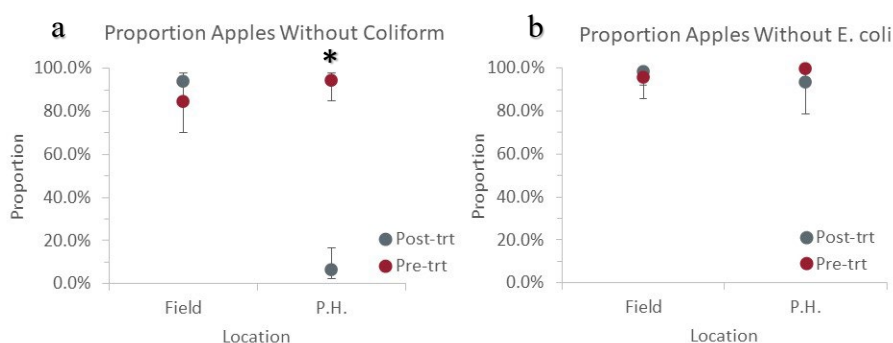 a
Proportion Apples Without Coliform
*
100.0%
80.0%
60.0%
40.0%
20.0%
0.0%
Proportion
Post-trt
Pre-trt
Field
P.H.
Location
b
Proportion Apples Without E. coli
100.0%
80.0%
60.0%
40.0%
20.0%
0.0%
Proportion
Post-trt
Pre-trt
Field
P.H.
Location